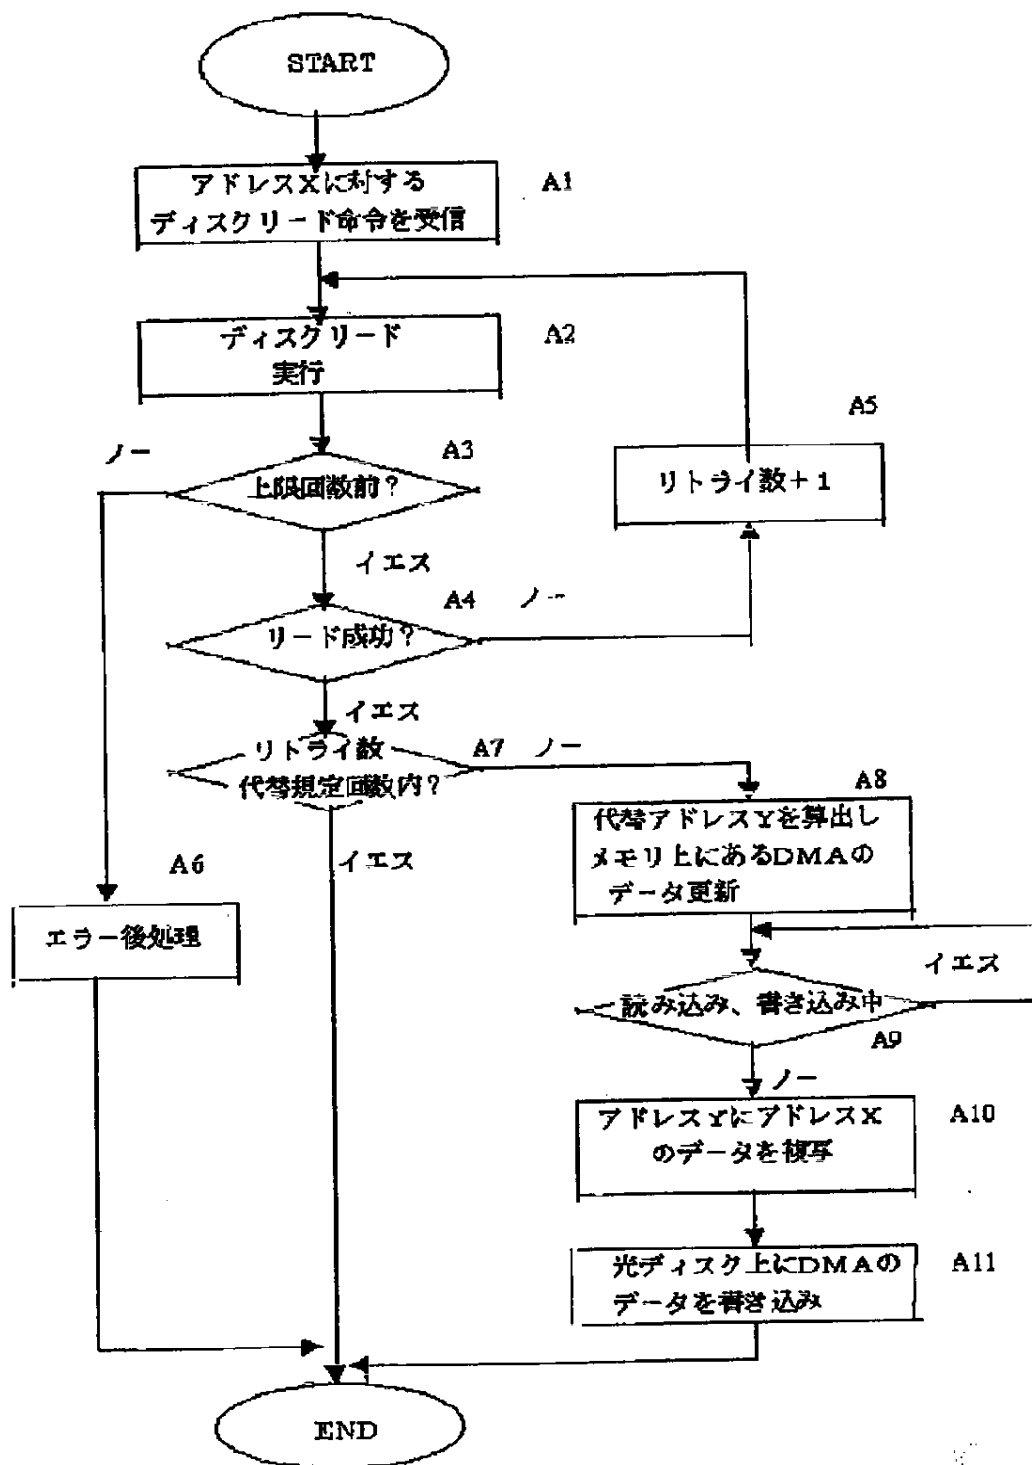 START
アドレスXに対する
ディスクリード命令を受信
A1
ディスクリード
実行
A2
A5
リトライ数+1
ノー
A3
上限回数前?
イエス
A4
ノー
リード成功?
イエス
リトライ数
代替規定回数内?
A7
ノー
イエス
A8
代替アドレスYを算出し
メモリ上にあるDMAの
データ更新
A6
エラー後処理
イエス
読み込み、書き込み中
A9
ノー
アドレスYにアドレスX
のデータを複写
A10
光ディスク上にDMAの
データを書き込み
A11
END